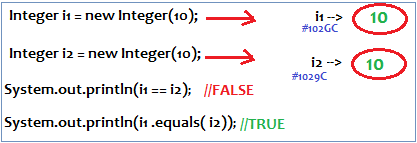 Integer i1 = new Integer(10); i1 --> 10
#102GC
Integer i2 = new Integer(10); i2 --> 10
#1029C
System.out.println(i1 == i2); //FALSE
System.out.println(i1 .equals( i2)); //TRUE